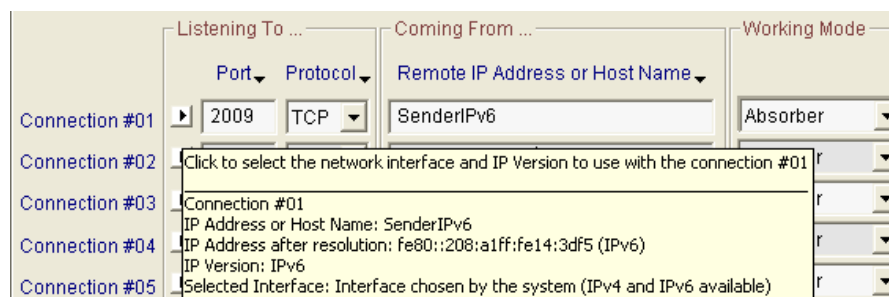 Listening To ... Coming From ... Working Mode
Port Protocol Remote IP Address or Host Name
Connection #01 2009 TCP SenderIPv6 Absorber
Connection #02 Click to select the network interface and IP Version to use with the connection #01 r
Connection #03 Connection #01 r
IP Address or Host Name: SenderIPv6
Connection #04 IP Address after resolution: fe80::208:a1ff:fe14:3df5 (IPv6) r
IP Version: IPv6
Connection #05 Selected Interface: Interface chosen by the system (IPv4 and IPv6 available) r